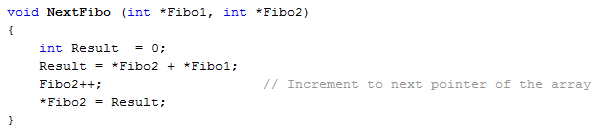 void NextFibo (int *Fibo1, int *Fibo2)
{
    int Result  = 0;
    Result = *Fibo2 + *Fibo1;
    Fibo2++;                      // Increment to next pointer of the array
    *Fibo2 = Result;
}